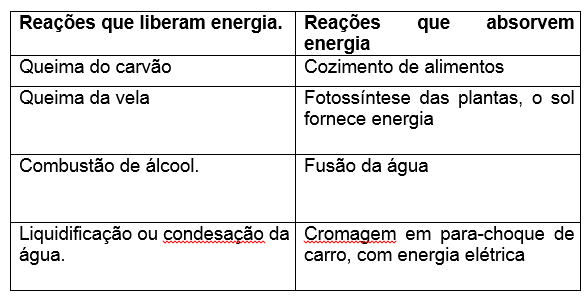 Reações que liberam energia.
Reações que absorvem
energia
Queima do carvão
Cozimento de alimentos
Queima da vela
Fotossíntese das plantas, o sol
fornece energia
Combustão de álcool.
Fusão da água
Liquidificação ou condesação da
água.
Cromagem em para-choque de
carro, com energia elétrica